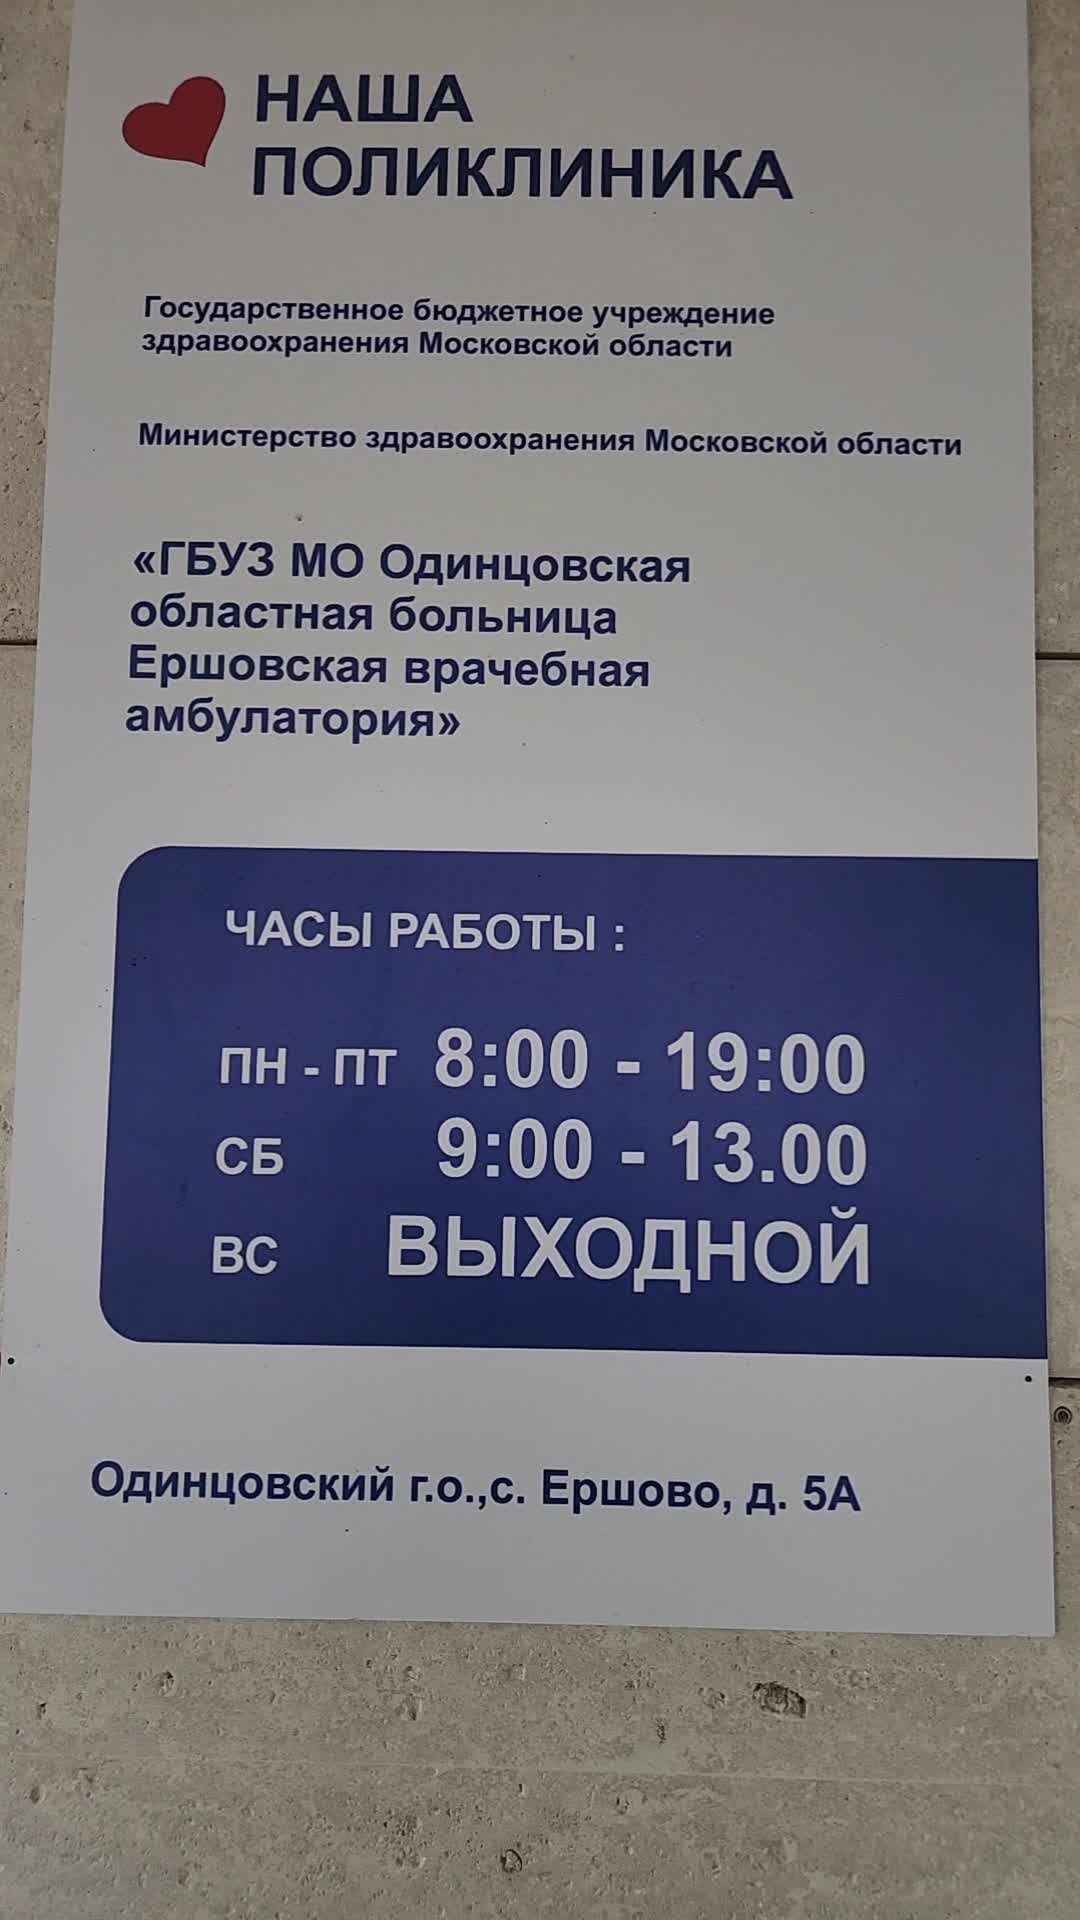 НАША
ПОЛИКЛИНИКА
Государственное бюджетное учреждение
здравоохранения Московской области
Министерство здравоохранения Московской области
«ГБУЗ МО Одинцовская
областная больница
Ершовская врачебная
амбулатория»
ЧАСЫ РАБОТЫ :
ПН - ПТ 8:00 - 19:00
СБ 9:00 - 13.00
ВС ВЫХОДНОЙ
Одинцовский г.о.,с. Ершово, д. 5А